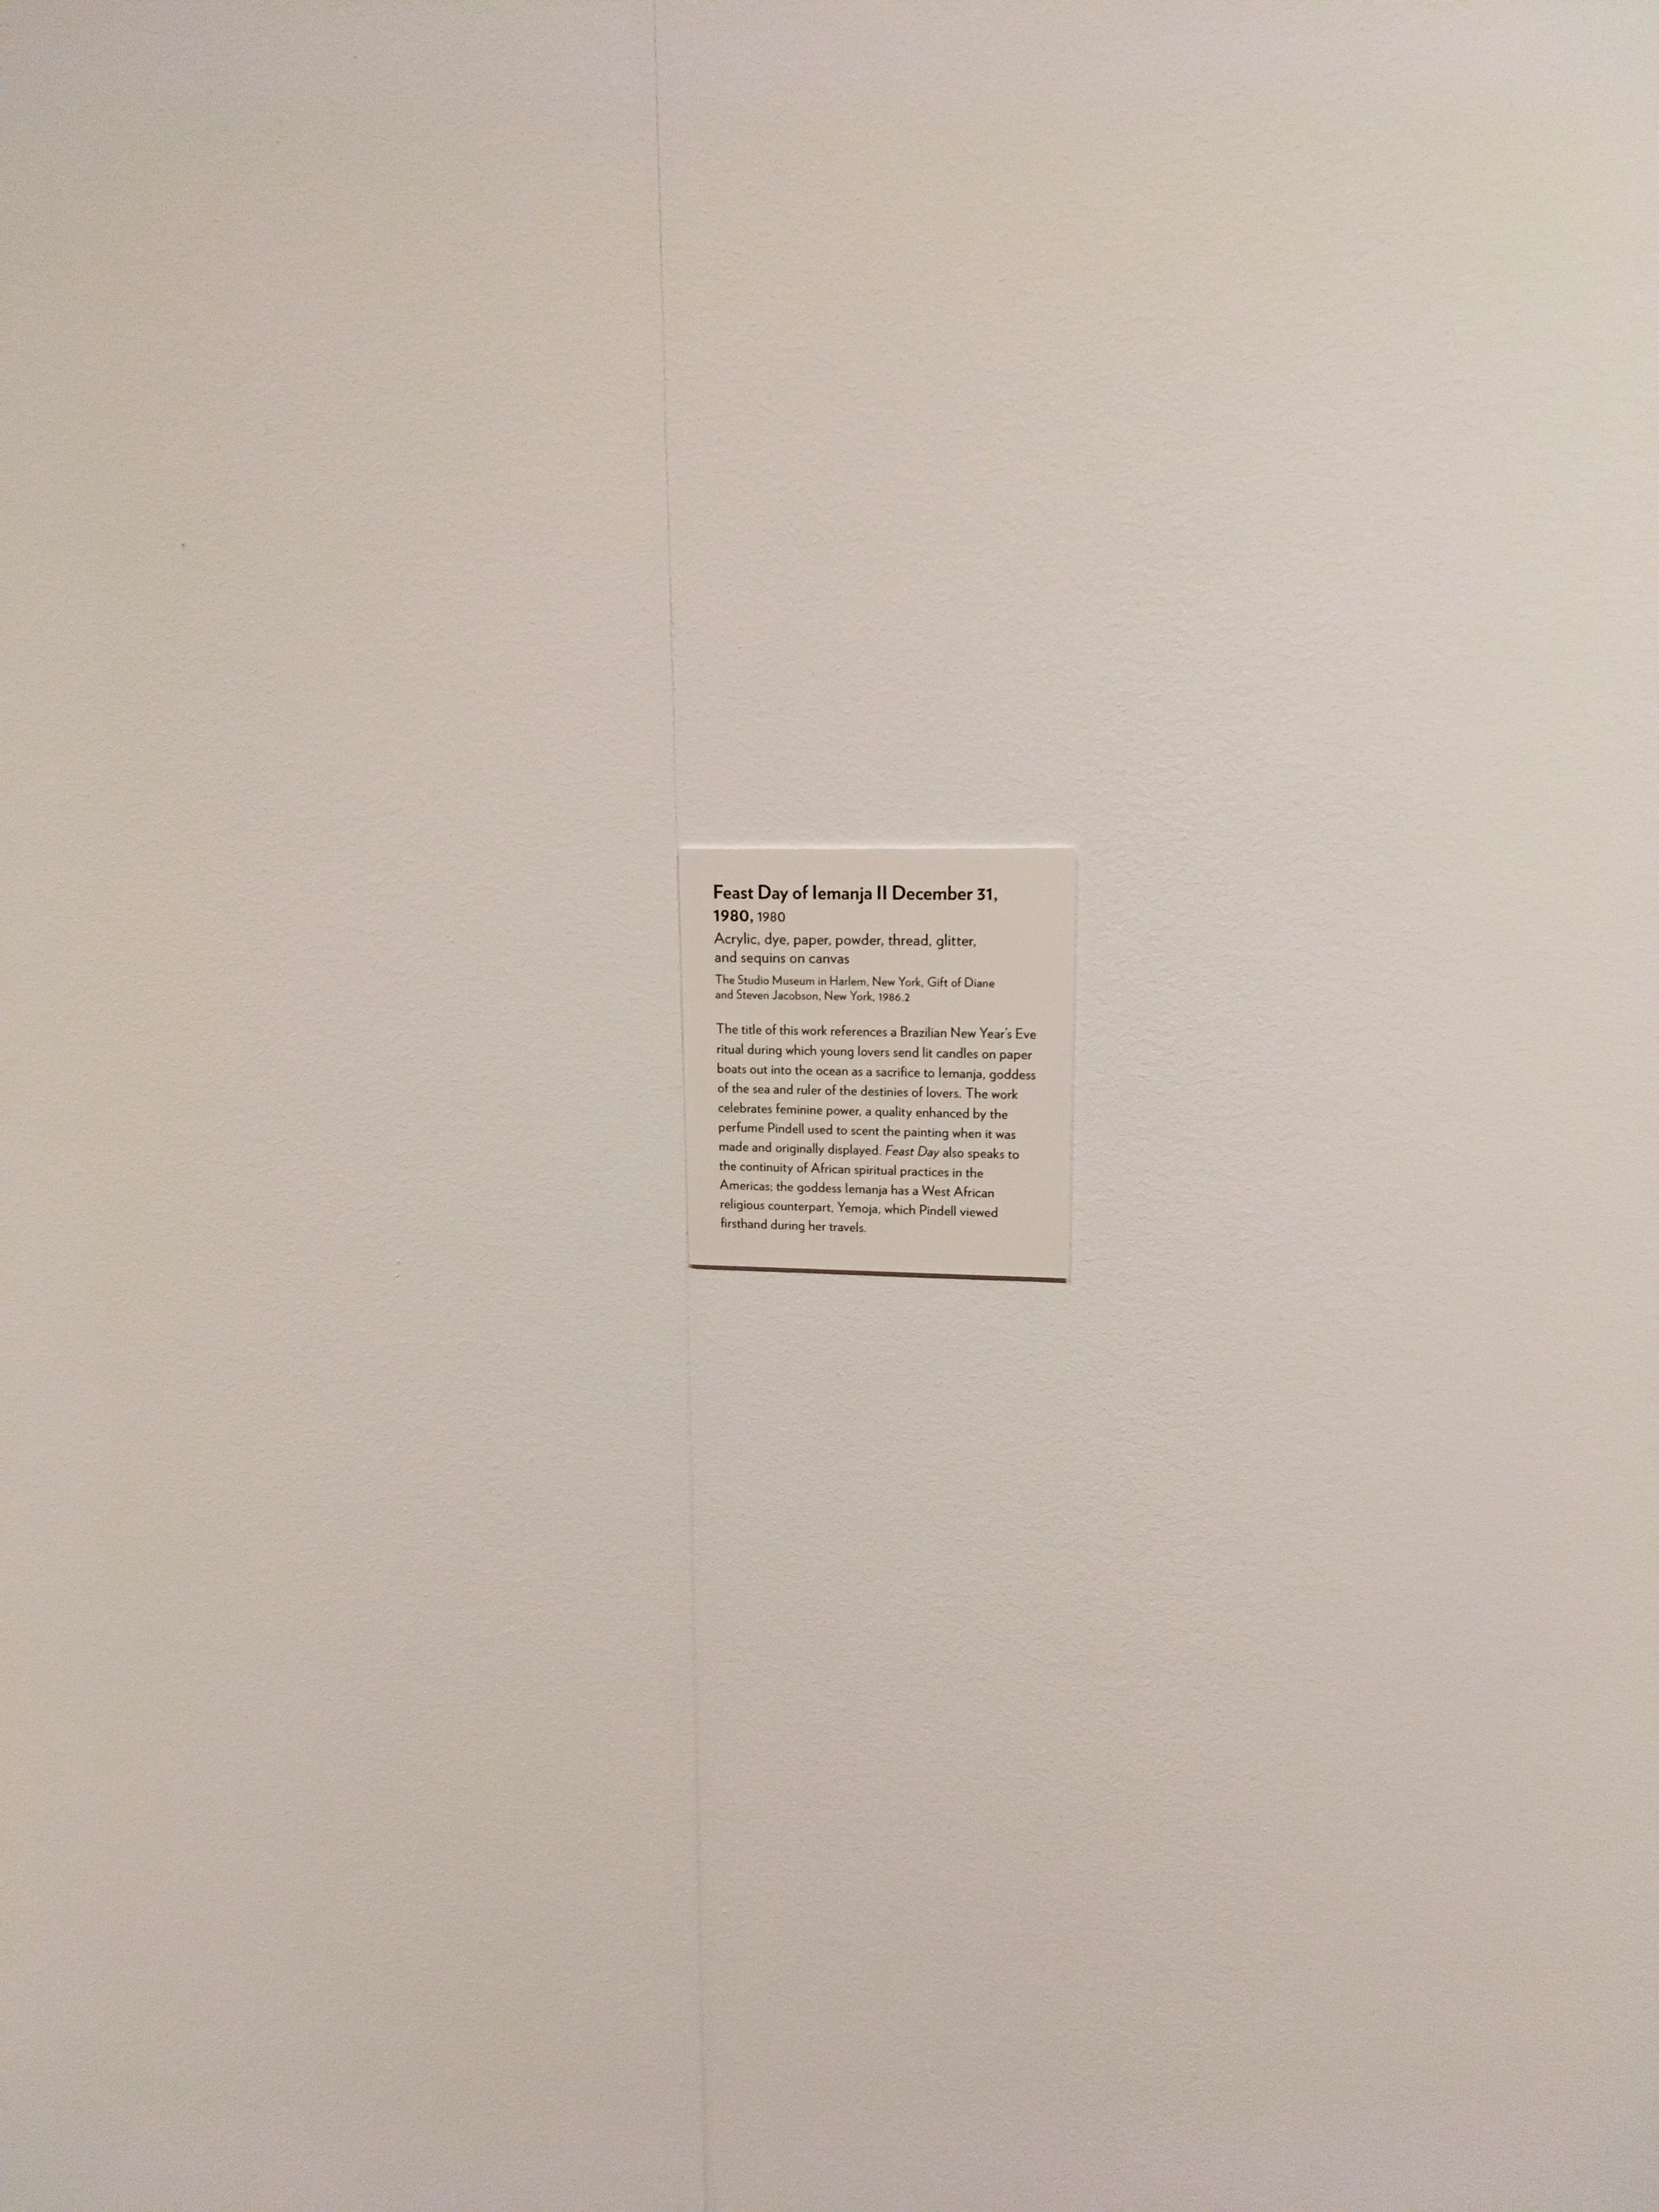 Feast Day of Iemanja II December 31,
1980, 1980
Acrylic, dye, paper, powder, thread, glitter,
and sequins on canvas
The Studio Museum in Harlem, New York, Gift of Diane
and Steven Jacobson, New York, 1986.2
The title of this work references a Brazilian New Year's Eve
ritual during which young lovers send lit candles on paper
boats out into the ocean as a sacrifice to Iemanja, goddess
of the sea and ruler of the destinies of lovers. The work
celebrates feminine power, a quality enhanced by the
perfume Pindell used to scent the painting when it was
made and originally displayed. Feast Day also speaks to
the continuity of African spiritual practices in the
Americas; the goddess Iemanja has a West African
religious counterpart, Yemoja, which Pindell viewed
firsthand during her travels.